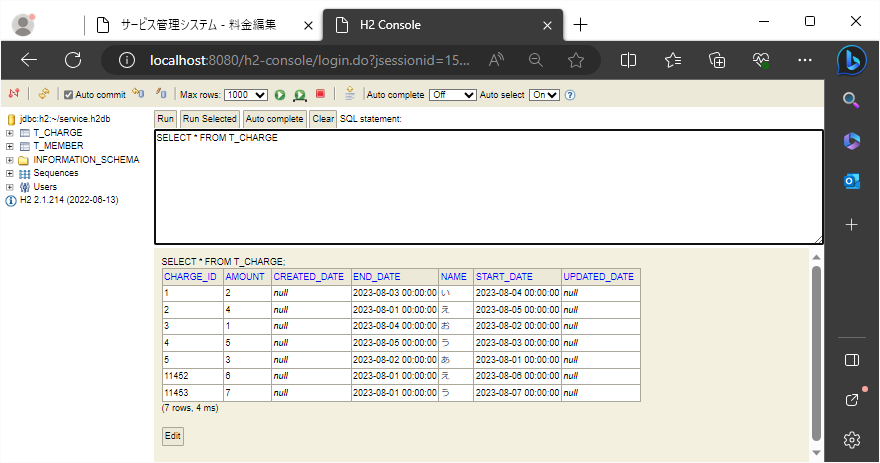 サービス管理システム - 料金編集
H2 Console
localhost:8080/h2-console/login.do?jsessionid=15...
Auto commit
Max rows: 1000
Auto complete Off
Auto select On
jdbc:h2:~/service.h2db
T_CHARGE
T_MEMBER
INFORMATION_SCHEMA
Sequences
Users
H2 2.1.214 (2022-06-13)
Run Run Selected Auto complete Clear SQL statement:
SELECT * FROM T_CHARGE
SELECT * FROM T_CHARGE;
CHARGE_ID AMOUNT CREATED_DATE END_DATE NAME START_DATE UPDATED_DATE
1 2 null 2023-08-03 00:00:00 い 2023-08-04 00:00:00 null
2 4 null 2023-08-01 00:00:00 え 2023-08-05 00:00:00 null
3 1 null 2023-08-04 00:00:00 お 2023-08-02 00:00:00 null
4 5 null 2023-08-05 00:00:00 う 2023-08-03 00:00:00 null
5 3 null 2023-08-02 00:00:00 あ 2023-08-01 00:00:00 null
11452 6 null 2023-08-01 00:00:00 え 2023-08-06 00:00:00 null
11453 7 null 2023-08-01 00:00:00 う 2023-08-07 00:00:00 null
(7 rows, 4 ms)
Edit